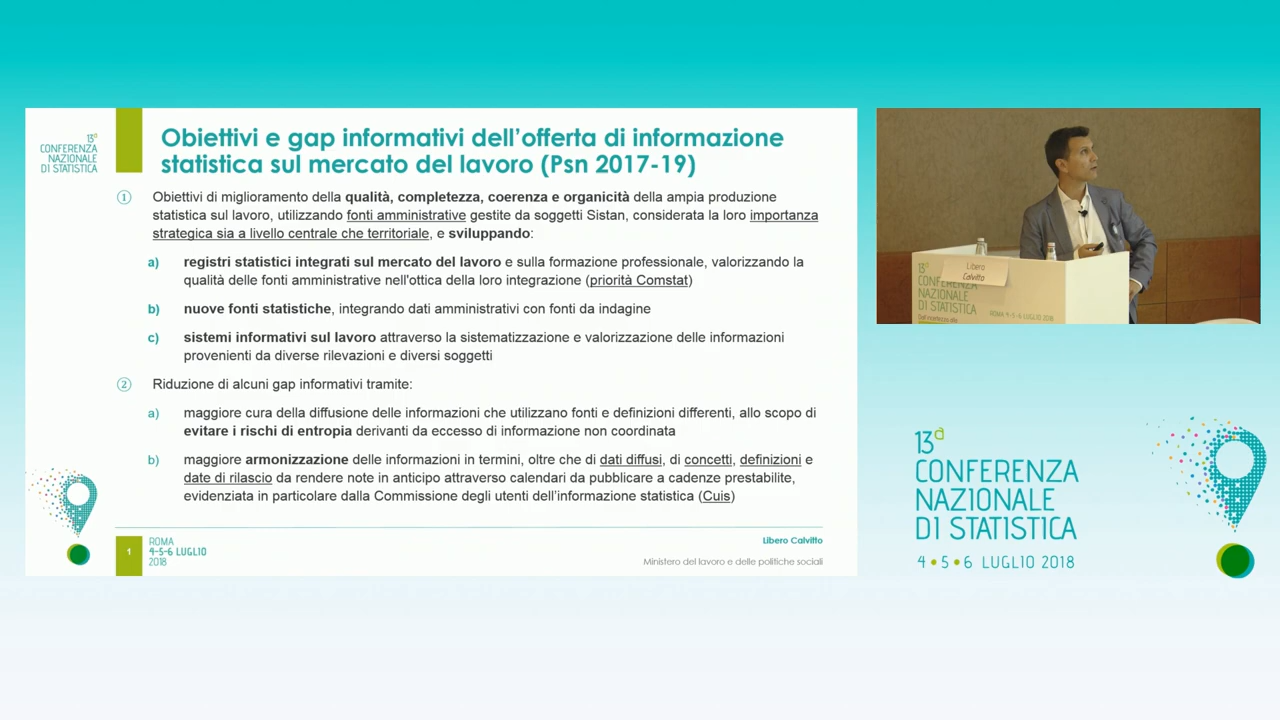 13a
CONFERENZA
NAZIONALE
DI STATISTICA
Obiettivi e gap informativi dell'offerta di informazione
statistica sul mercato del lavoro (Psn 2017-19)
① Obiettivi di miglioramento della qualità, completezza, coerenza e organicità della ampia produzione
statistica sul lavoro, utilizzando fonti amministrative gestite da soggetti Sistan, considerata la loro importanza
strategica sia a livello centrale che territoriale, e sviluppando:
a) registri statistici integrati sul mercato del lavoro e sulla formazione professionale, valorizzando la
qualità delle fonti amministrative nell'ottica della loro integrazione (priorità Comstat)
b) nuove fonti statistiche, integrando dati amministrativi con fonti da indagine
c) sistemi informativi sul lavoro attraverso la sistematizzazione e valorizzazione delle informazioni
provenienti da diverse rilevazioni e diversi soggetti
② Riduzione di alcuni gap informativi tramite:
a) maggiore cura della diffusione delle informazioni che utilizzano fonti e definizioni differenti, allo scopo di
evitare i rischi di entropia derivanti da eccesso di informazione non coordinata
b) maggiore armonizzazione delle informazioni in termini, oltre che di dati diffusi, di concetti, definizioni e
date di rilascio da rendere note in anticipo attraverso calendari da pubblicare a cadenze prestabilite,
evidenziata in particolare dalla Commissione degli utenti dell'informazione statistica (Cuis)
1
ROMA
4-5-6 LUGLIO
2018
Libero Calvitto
Ministero del lavoro e delle politiche sociali
Libero
Calvitto
13a
CONFERENZA
NAZIONALE
DI STATISTICA
ROMA 4-5-6 LUGLIO 2018
13a
CONFERENZA
NAZIONALE
DI STATISTICA
4 • 5 • 6 LUGLIO 2018